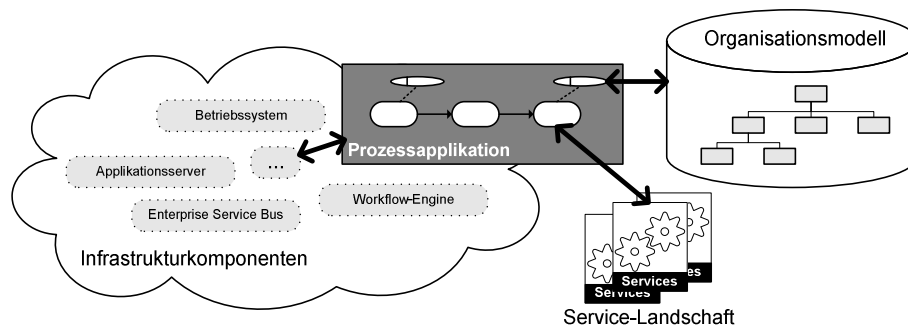 Organisationsmodell
Betriebssystem
Prozessapplikation
...
Applikationsserver
Workflow-Engine
Enterprise Service Bus
Infrastrukturkomponenten
Services
Services
Services
Service-Landschaft